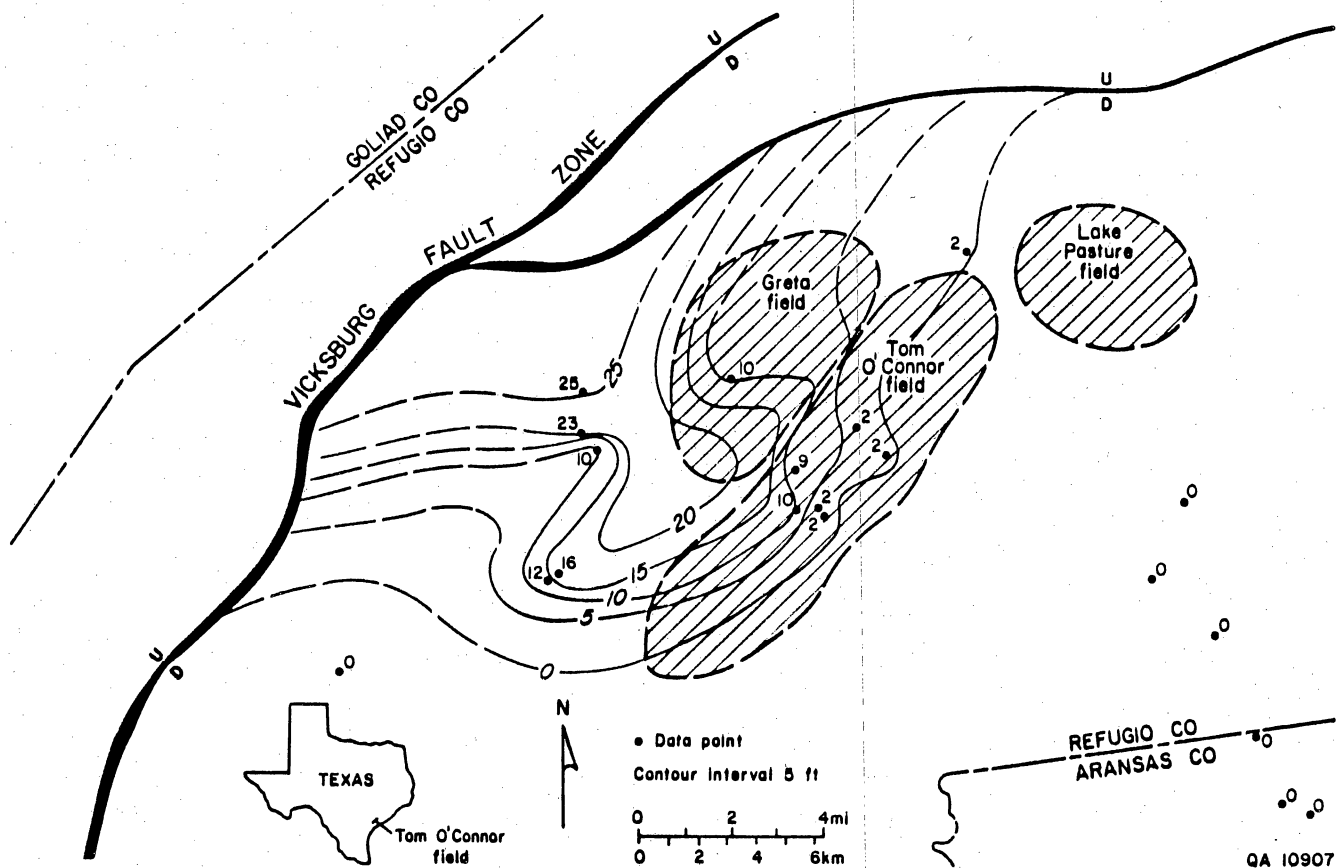 U
D
U
D
GOLIAD CO
REFUGIO CO
VICKSBURG FAULT ZONE
Lake
Pasture
field
2
Greta
field
Tom
O'Connor
field
10
25
25
23
10
2
2
9
10
2
2
20
16
12
15
10
5
0
0
0
0
0
U
D
N
• Data point
Contour Interval 5 ft
0 2 4mi
0 2 4 6km
TEXAS
Tom O'Connor
field
REFUGIO CO
ARANSAS CO
0
0
0
QA 10907